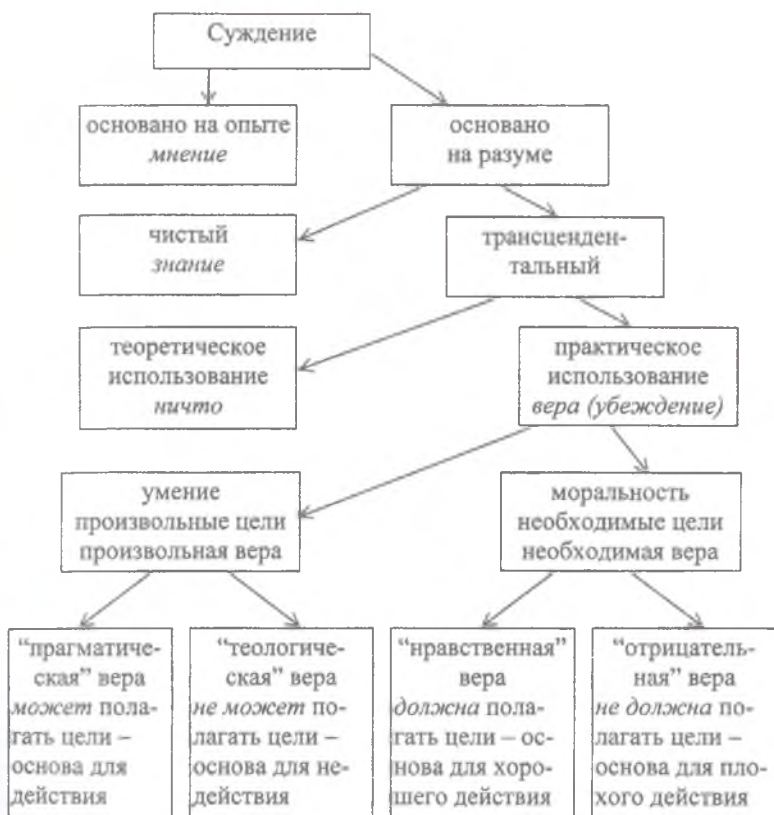 Суждение
основано на опыте
мнение
основано
на разуме
чистый
знание
трансценден-
тальный
теоретическое
использование
ничто
практическое
использование
вера (убеждение)
умение
произвольные цели
произвольная вера
моральность
необходимые цели
необходимая вера
“прагматиче-
ская” вера
может пола-
гать цели –
основа для
действия
“теологиче-
ская” вера
не может по-
лагать цели –
основа для не-
действия
“нравственная”
вера
должна пола-
гать цели – ос-
нова для хоро-
шего действия
“отрицатель-
ная” вера
не должна по-
лагать цели –
основа для пло-
хого действия